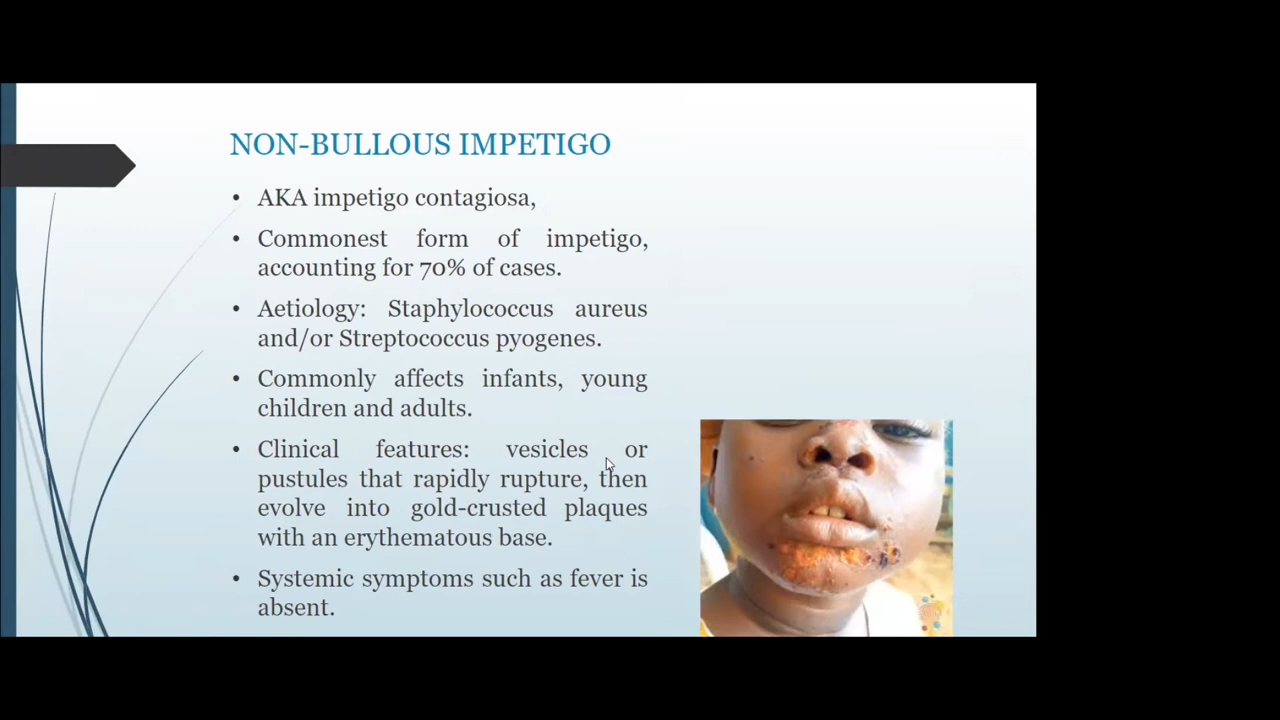 NON-BULLOUS IMPETIGO
• AKA impetigo contagiosa,
• Commonest form of impetigo,
accounting for 70% of cases.
• Aetiology: Staphylococcus aureus
and/or Streptococcus pyogenes.
• Commonly affects infants, young
children and adults.
• Clinical features: vesicles or
pustules that rapidly rupture, then
evolve into gold-crusted plaques
with an erythematous base.
• Systemic symptoms such as fever is
absent.